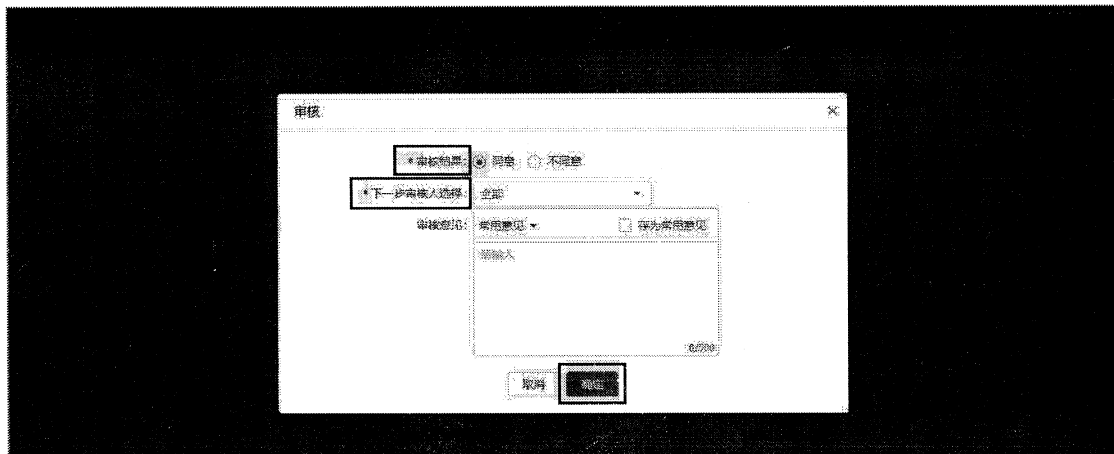 审核
*审核结果: 同意 不同意
*下一步审核人选择: 全部
审核意见: 常用意见 存为常用意见
请输入
0/500
取消 确定